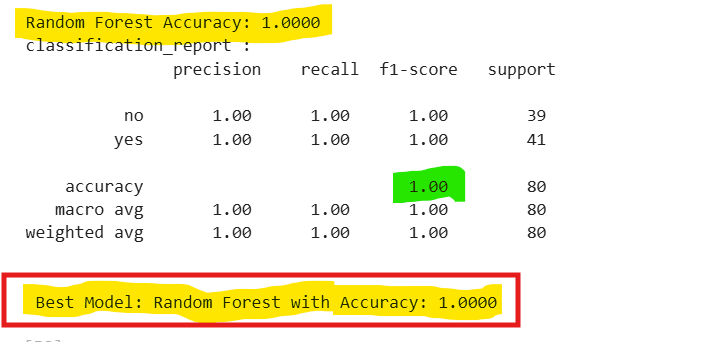 Random Forest Accuracy: 1.0000
classification_report :
precision recall f1-score support
no 1.00 1.00 1.00 39
yes 1.00 1.00 1.00 41
accuracy 1.00 80
macro avg 1.00 1.00 1.00 80
weighted avg 1.00 1.00 1.00 80
Best Model: Random Forest with Accuracy: 1.0000